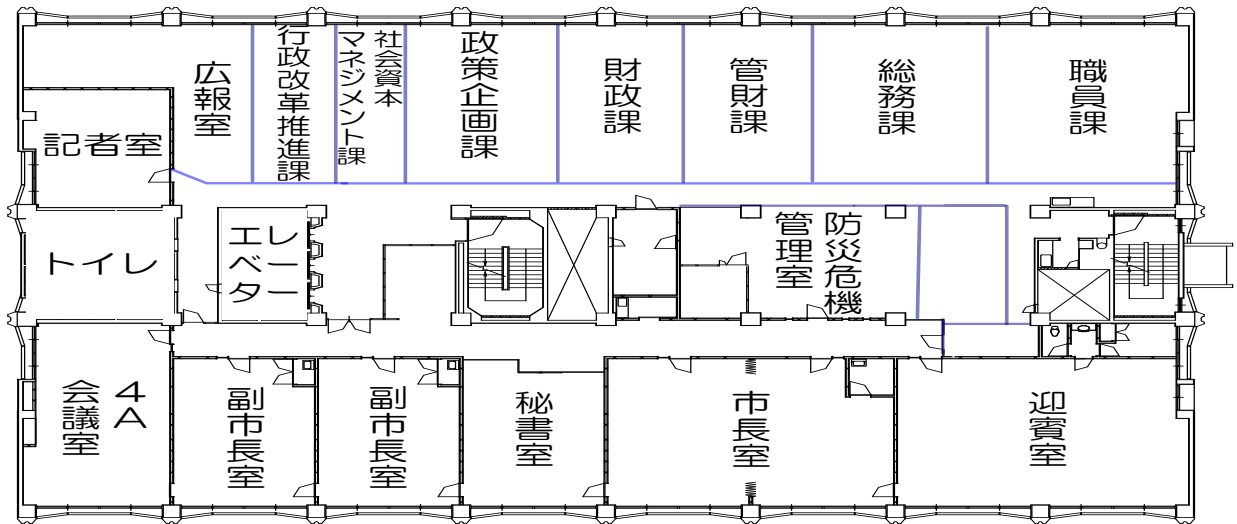 広報室
行政改革推進課
社会資本
マネジメント課
政策企画課
財政課
管財課
総務課
職員課
記者室
トイレ
エレ
ベー
ター
防災危機
管理室
4A
会議室
副市長室
副市長室
秘書室
市長室
迎賓室